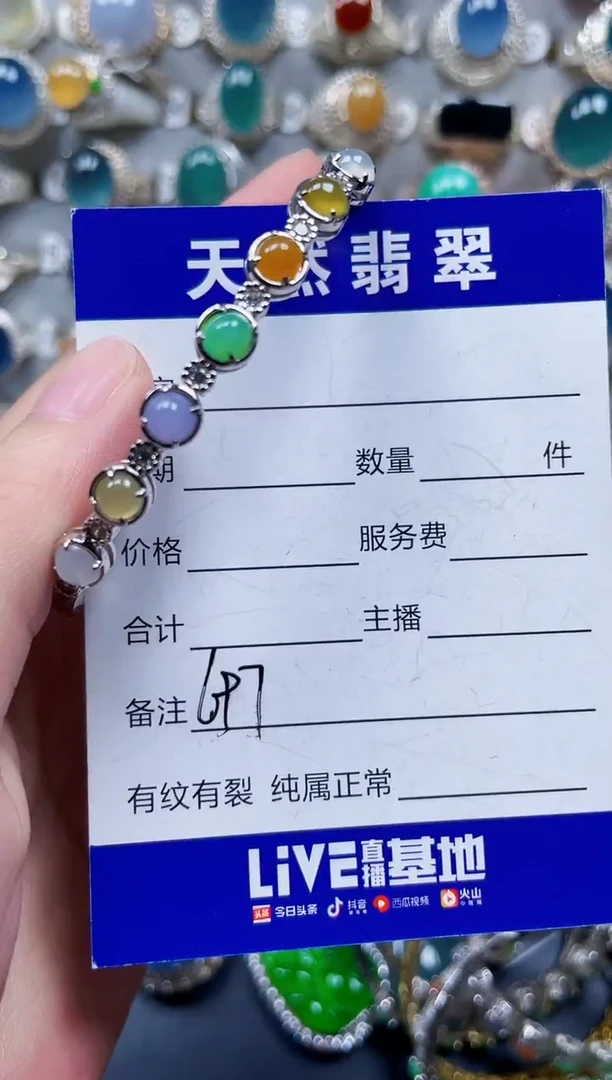 天然翡翠
期 数量 件
价格 服务费
合计 主播
备注
有纹有裂 纯属正常
LiVE直播基地
头条 今日头条 抖音 西瓜视频 火山